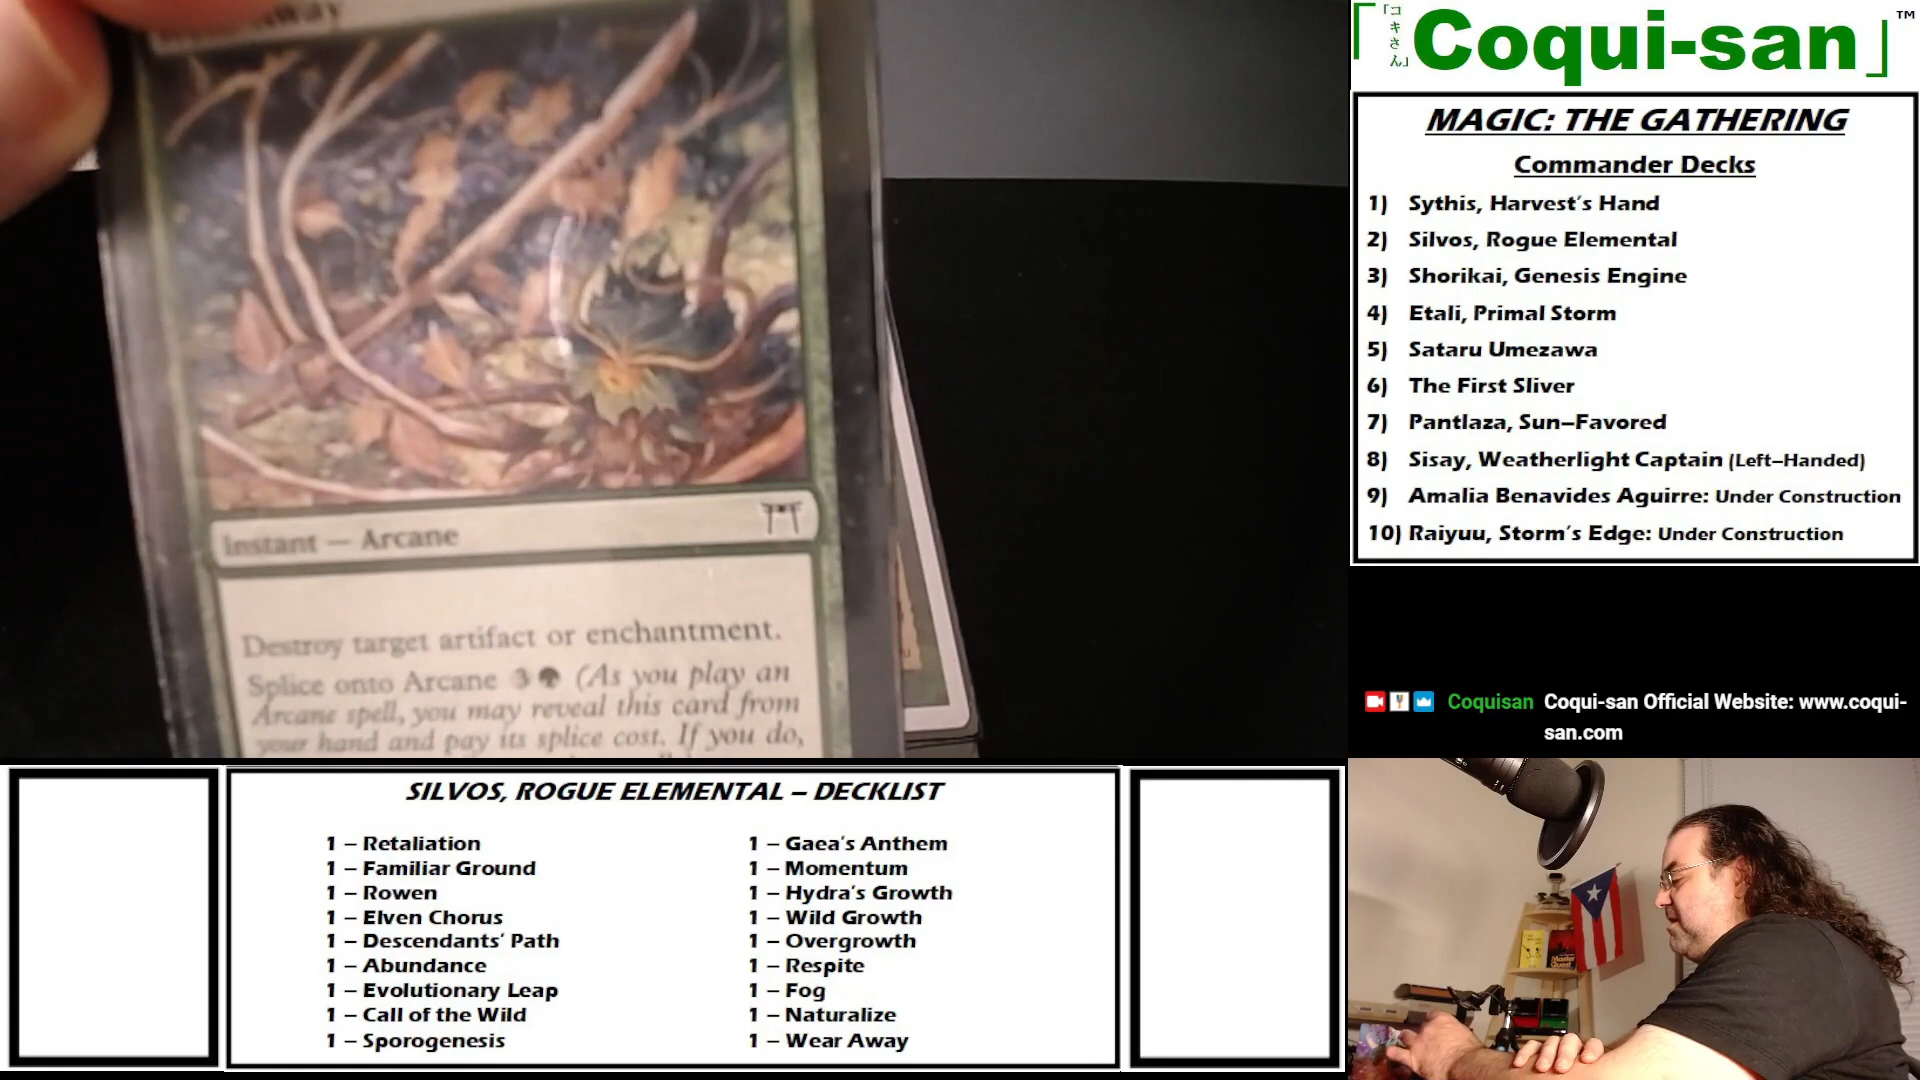 Instant — Arcane
Destroy target artifact or enchantment.
Splice onto Arcane 3 (As you play an
Arcane spell, you may reveal this card from
your hand and pay its splice cost. If you do,
「コキさん」
「Coqui-san」™
MAGIC: THE GATHERING
Commander Decks
1) Sythis, Harvest's Hand
2) Silvos, Rogue Elemental
3) Shorikai, Genesis Engine
4) Etali, Primal Storm
5) Sataru Umezawa
6) The First Sliver
7) Pantlaza, Sun–Favored
8) Sisay, Weatherlight Captain (Left–Handed)
9) Amalia Benavides Aguirre: Under Construction
10) Raiyuu, Storm's Edge: Under Construction
Coquisan Coqui-san Official Website: www.coqui-
san.com
SILVOS, ROGUE ELEMENTAL – DECKLIST
1 – Retaliation
1 – Familiar Ground
1 – Rowen
1 – Elven Chorus
1 – Descendants' Path
1 – Abundance
1 – Evolutionary Leap
1 – Call of the Wild
1 – Sporogenesis
1 – Gaea's Anthem
1 – Momentum
1 – Hydra's Growth
1 – Wild Growth
1 – Overgrowth
1 – Respite
1 – Fog
1 – Naturalize
1 – Wear Away
Master
Quest